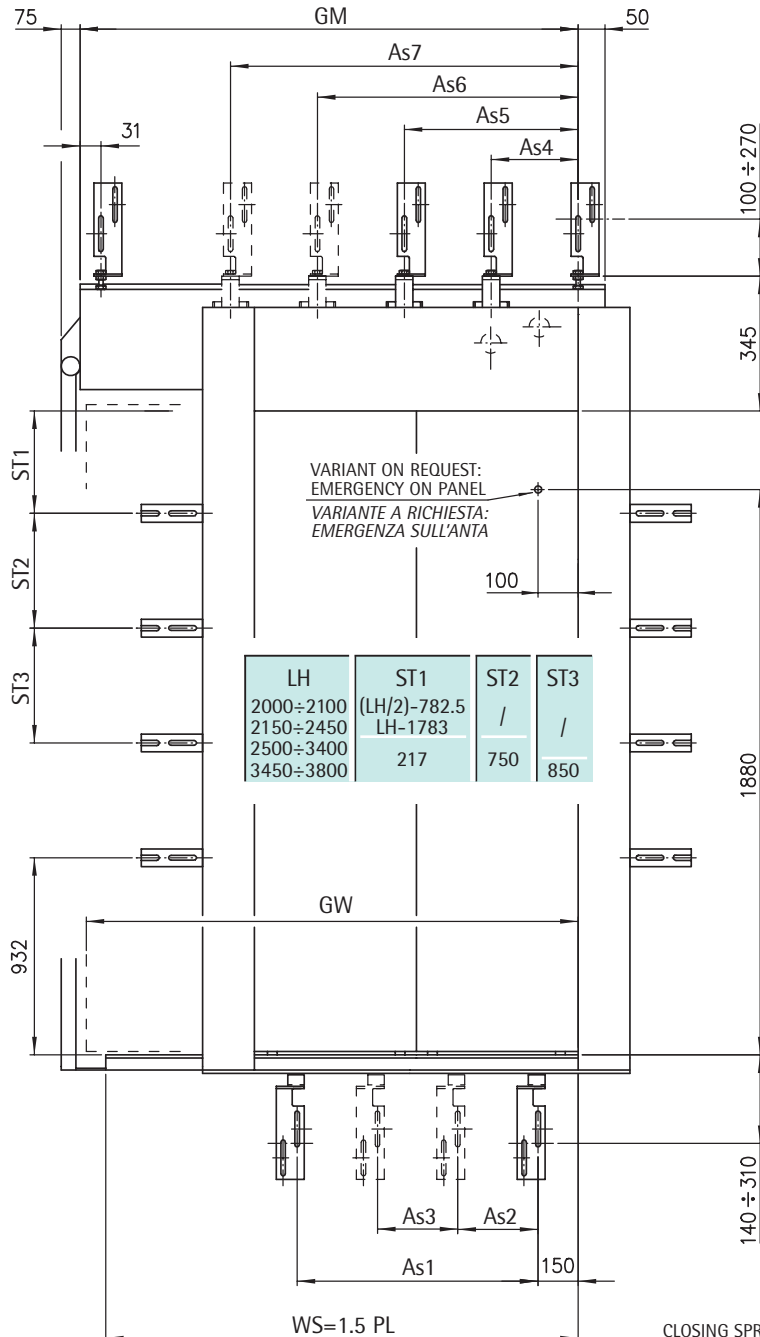 75
GM
50
As7
As6
As5
31
As4
100÷270
345
ST1
VARIANT ON REQUEST:
EMERGENCY ON PANEL
VARIANTE A RICHIESTA:
EMERGENZA SULL'ANTA
ST2
100
ST3
LH ST1 ST2 ST3
2000÷2100 (LH/2)-782.5 / /
2150÷2450 LH-1783
2500÷3400 217 750
3450÷3800 850
1880
GW
932
As3 As2
As1 150
140÷310
WS=1.5 PL
CLOSING SPR